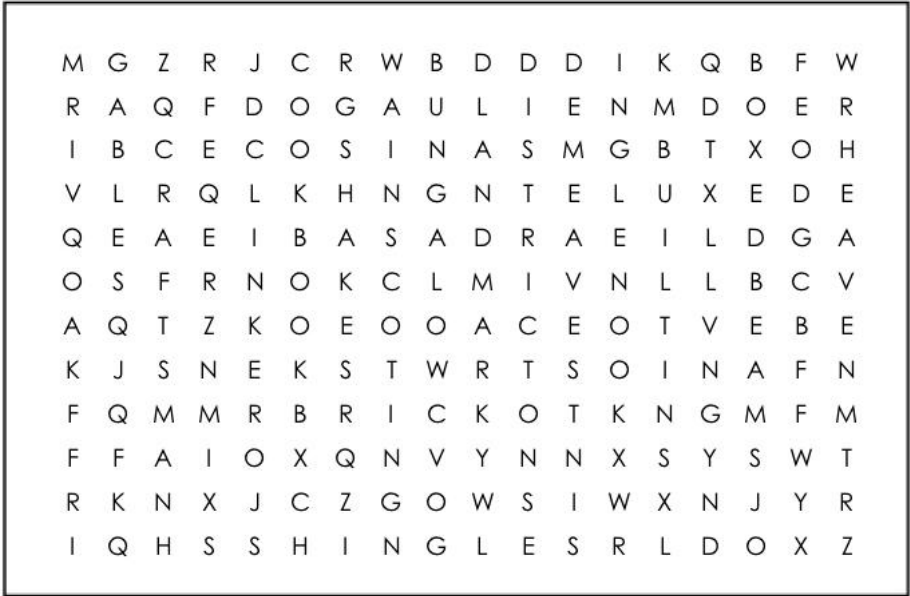 M G Z R J C R W B D D D I K Q B F W
R A Q F D O G A U L I E N M D O E R
I B C E C O S I N A S M G B T X O H
V L R Q L K H N G N T E L U X E D E
Q E A E I B A S A D R A E I L D G A
O S F R N O K C L M I V N L L B C V
A Q T Z K O E O O A C E O T V E B E
K J S N E K S T W R T S O I N A F N
F Q M M R B R I C K O T K N G M F M
F F A I O X Q N V Y N N X S Y S W T
R K N X J C Z G O W S I W X N J Y R
I Q H S S H I N G L E S R L D O X Z